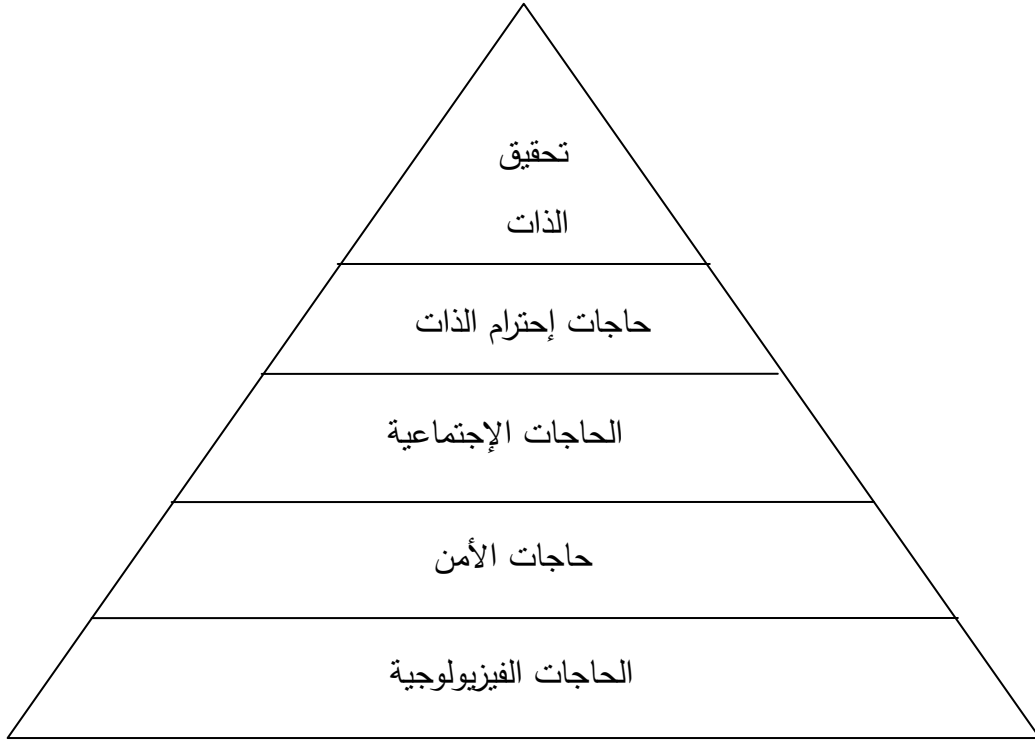 تحقيق
الذات
حاجات إحترام الذات
الحاجات الإجتماعية
حاجات الأمن
الحاجات الفيزيولوجية